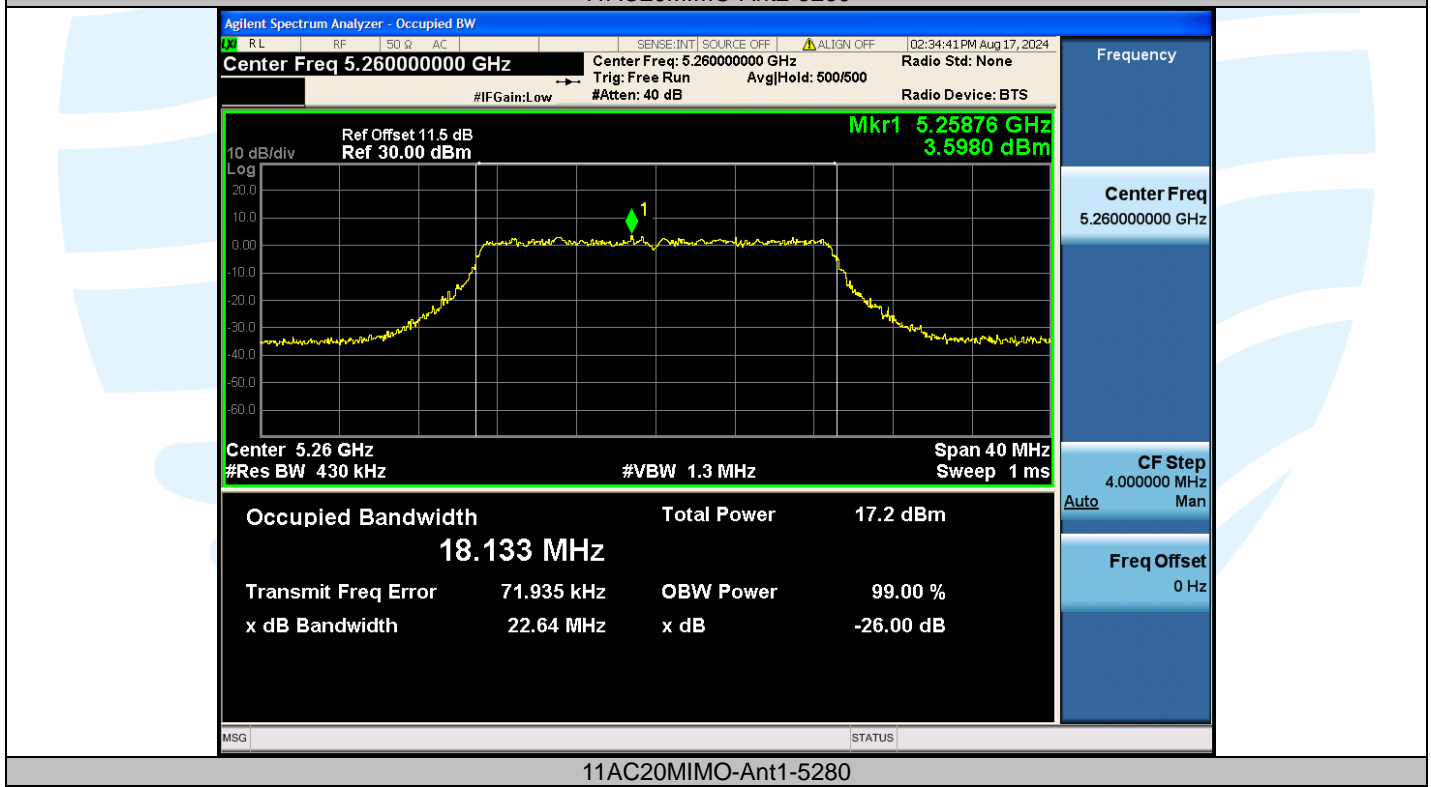 11AC20MIMO-Ant2-5260
Agilent Spectrum Analyzer - Occupied BW
LXI RL RF 50 Ω AC SENSE:INT SOURCE OFF ALIGN OFF 02:34:41 PM Aug 17, 2024
Center Freq 5.260000000 GHz
Center Freq: 5.260000000 GHz
Radio Std: None
Trig: Free Run Avg|Hold: 500/500
#IFGain:Low
#Atten: 40 dB
Radio Device: BTS
Mkr1 5.25876 GHz
3.5980 dBm
Ref Offset 11.5 dB
10 dB/div Ref 30.00 dBm
Log
20.0
1
10.0
0.00
-10.0
-20.0
-30.0
-40.0
-50.0
-60.0
Center 5.26 GHz Span 40 MHz
#Res BW 430 kHz #VBW 1.3 MHz Sweep 1 ms
Occupied Bandwidth Total Power 17.2 dBm
18.133 MHz
Transmit Freq Error 71.935 kHz OBW Power 99.00 %
x dB Bandwidth 22.64 MHz x dB -26.00 dB
MSG STATUS
Frequency
Center Freq
5.260000000 GHz
CF Step
4.000000 MHz
Auto Man
Freq Offset
0 Hz
11AC20MIMO-Ant1-5280